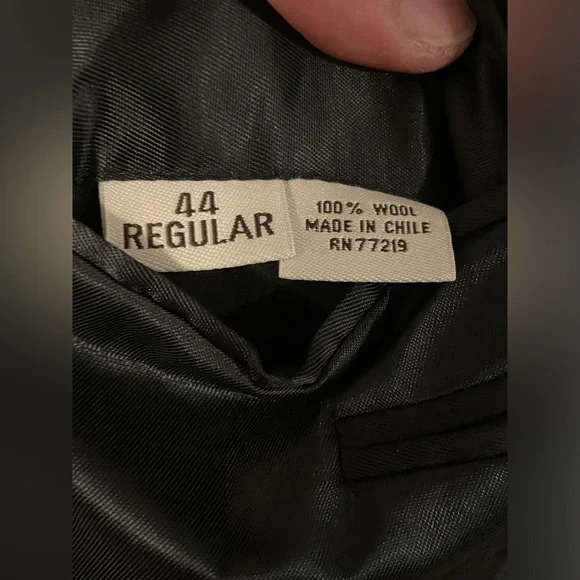 44
REGULAR
100% WOOL
MADE IN CHILE
RN77219